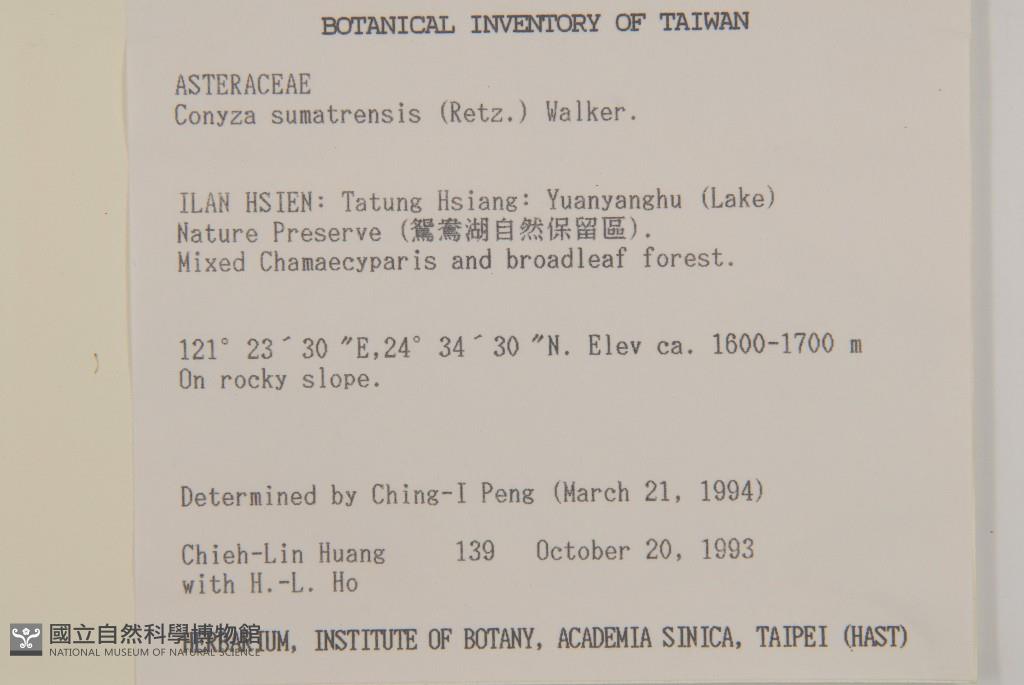 BOTANICAL INVENTORY OF TAIWAN
ASTERACEAE
Conyza sumatrensis (Retz.) Walker.
ILAN HSIEN: Tatung Hsiang: Yuanyanghu (Lake)
Nature Preserve (鴛鴦湖自然保留區).
Mixed Chamaecyparis and broadleaf forest.
121° 23´30 ″E,24° 34´30 ″N. Elev ca. 1600-1700 m
On rocky slope.
Determined by Ching-I Peng (March 21, 1994)
Chieh-Lin Huang 139 October 20, 1993
with H.-L. Ho
HERBARIUM, INSTITUTE OF BOTANY, ACADEMIA SINICA, TAIPEI (HAST)
國立自然科學博物館
NATIONAL MUSEUM OF NATURAL SCIENCE